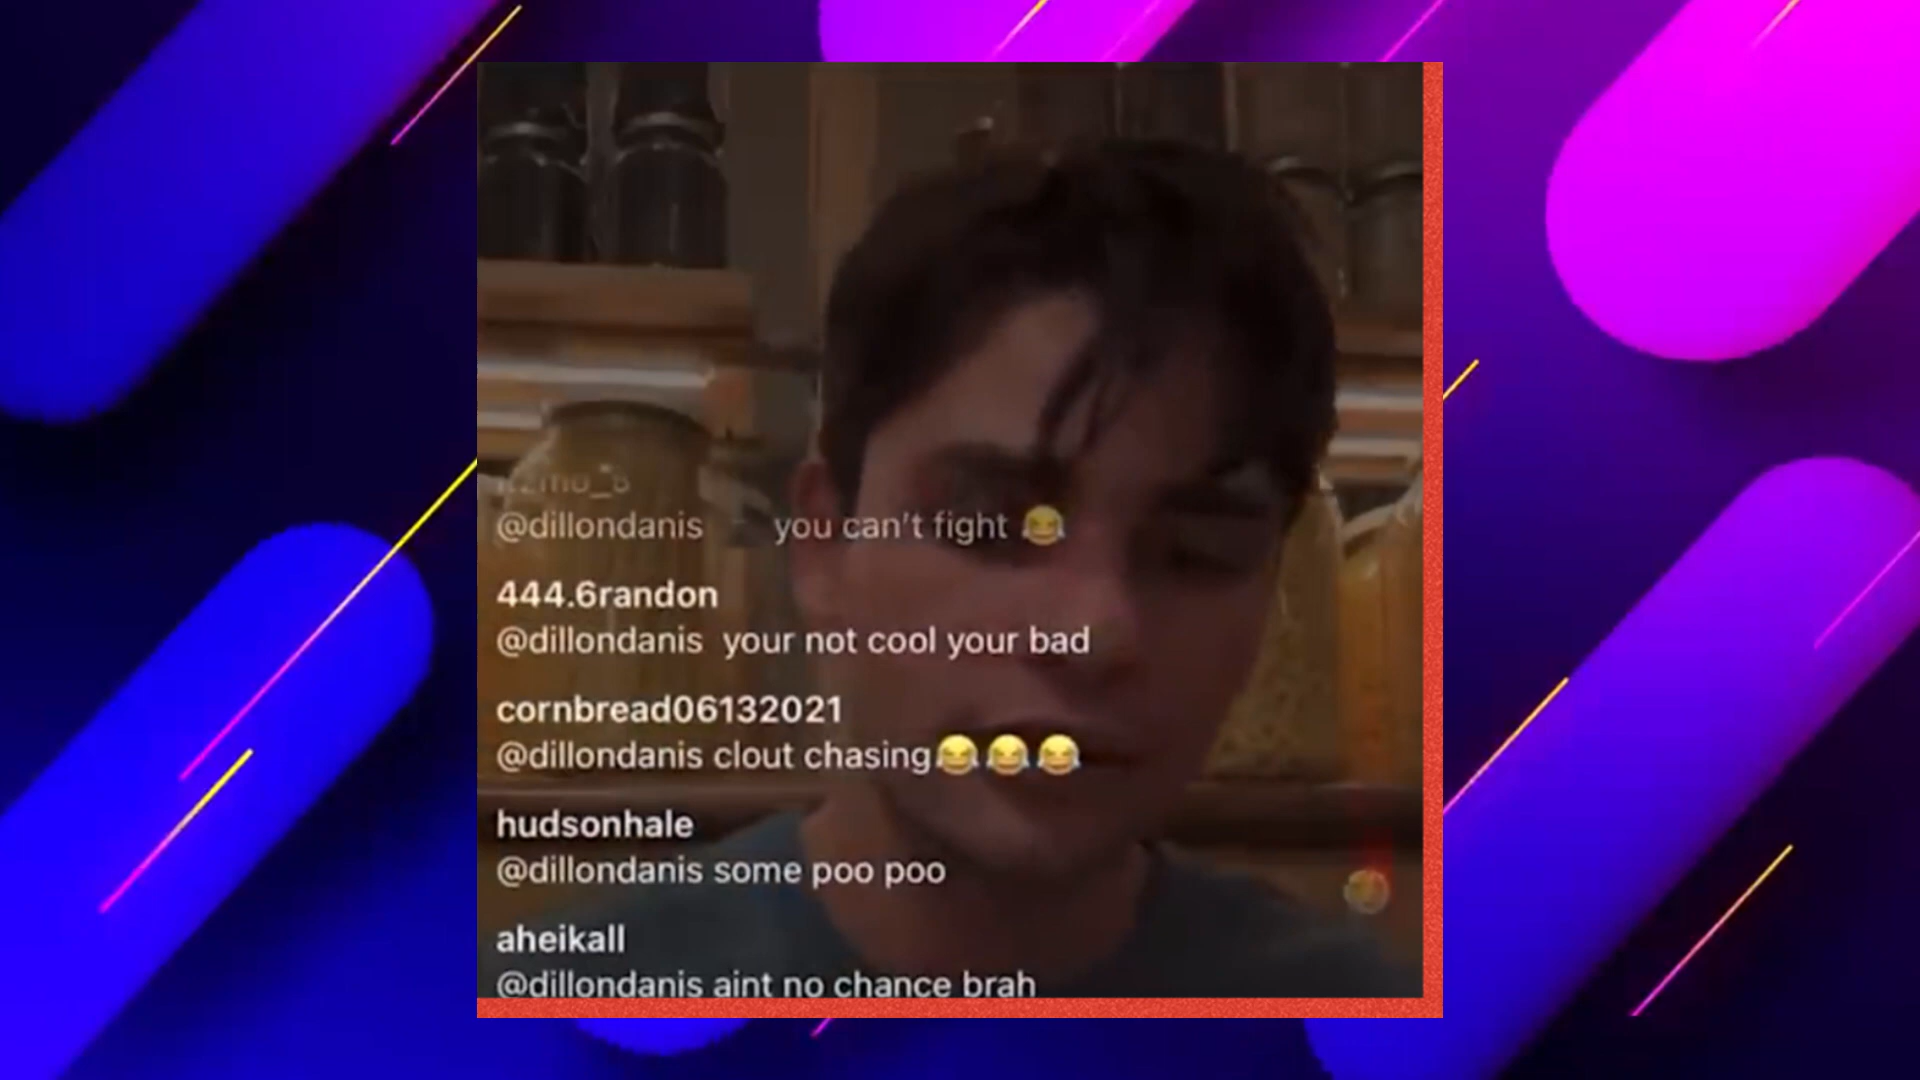 @dillondanis you can't fight 😂
444.6randon
@dillondanis your not cool your bad
cornbread06132021
@dillondanis clout chasing😂😂😂
hudsonhale
@dillondanis some poo poo
aheikall
@dillondanis aint no chance brah